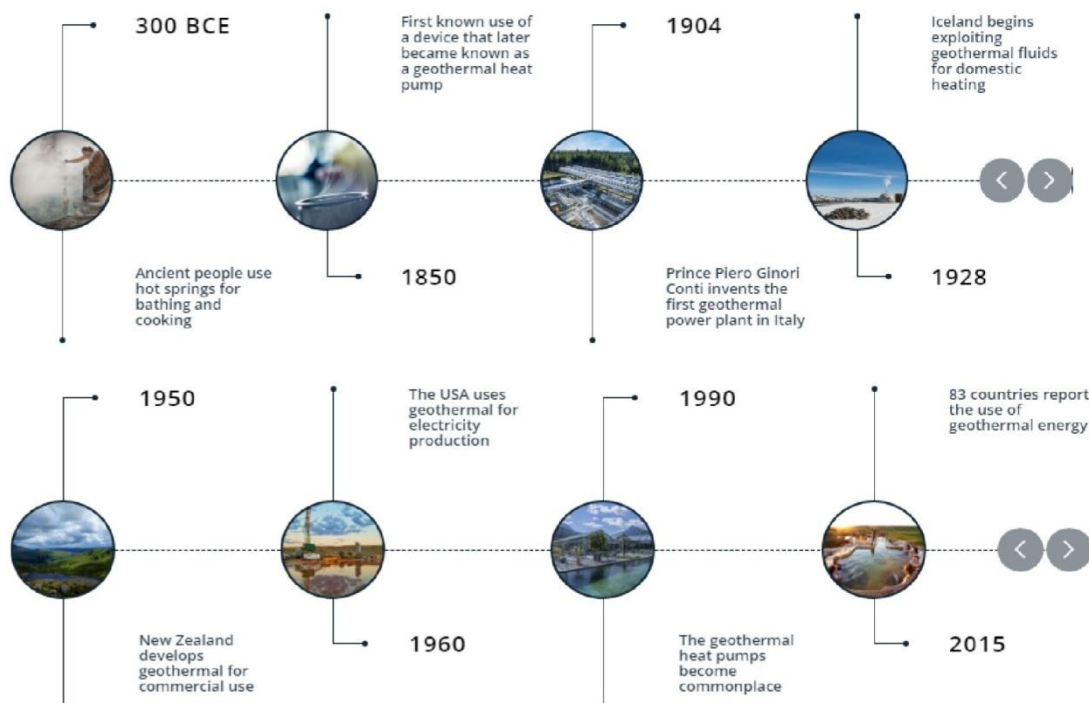 300 BCE
Ancient people use
hot springs for
bathing and
cooking
First known use of
a device that later
became known as
a geothermal heat
pump
1850
1904
Prince Piero Ginori
Conti invents the
first geothermal
power plant in Italy
Iceland begins
exploiting
geothermal fluids
for domestic
heating
1928
1950
New Zealand
develops
geothermal for
commercial use
The USA uses
geothermal for
electricity
production
1960
1990
The geothermal
heat pumps
become
commonplace
83 countries report
the use of
geothermal energy
2015